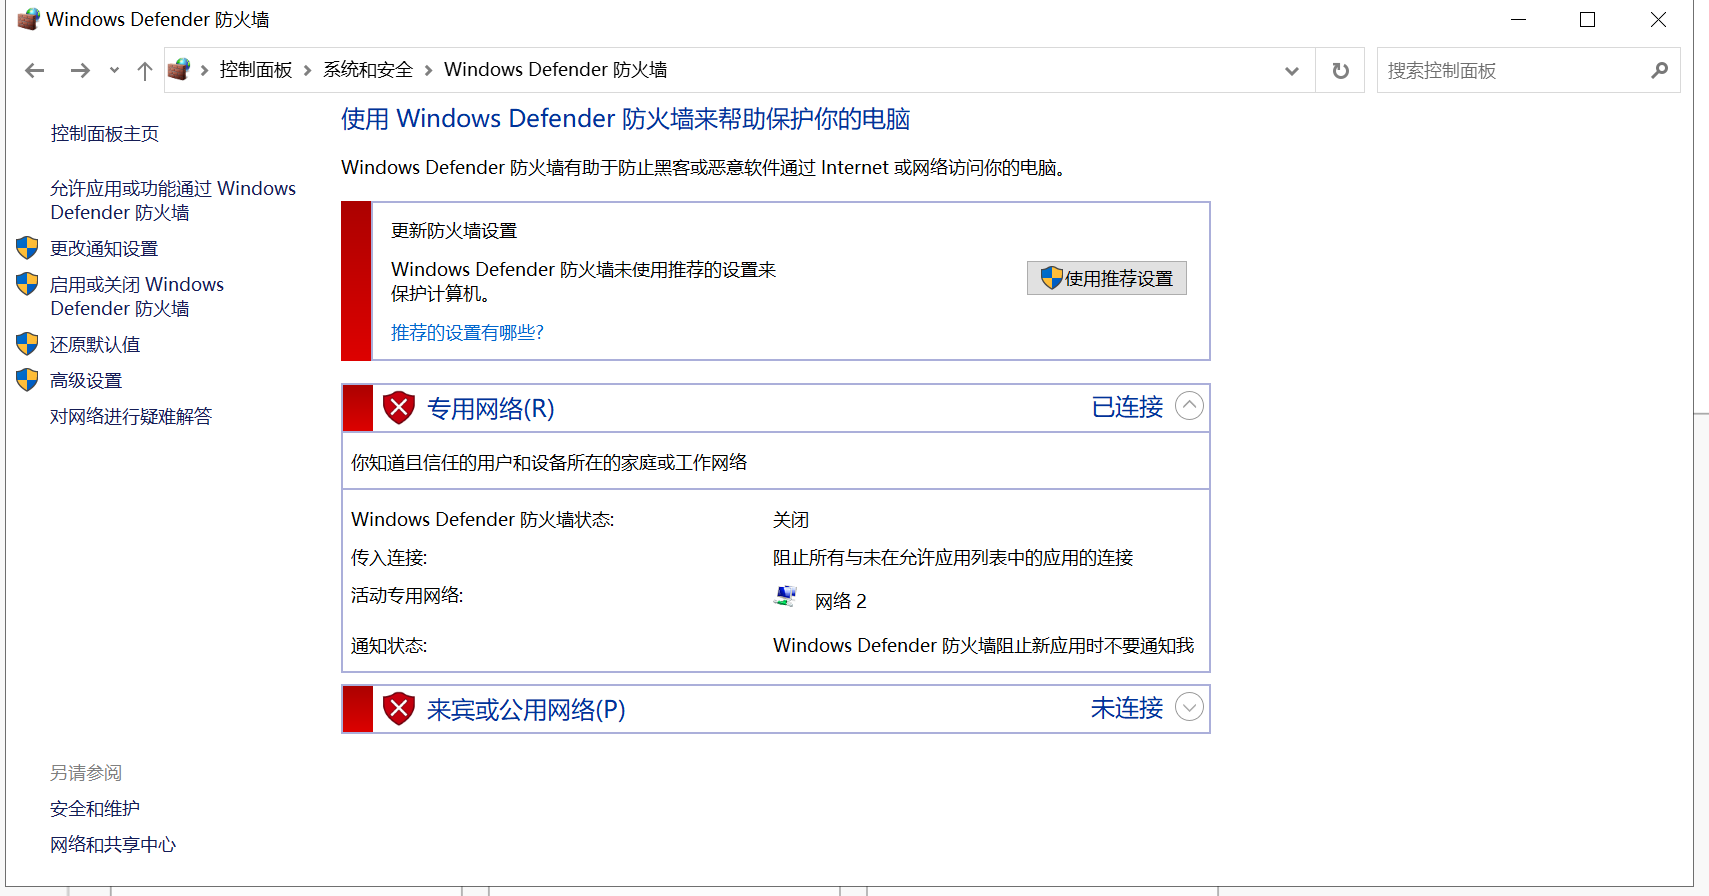 Windows Defender 防火墙
控制面板 > 系统和安全 > Windows Defender 防火墙
搜索控制面板
控制面板主页
允许应用或功能通过 Windows
Defender 防火墙
更改通知设置
启用或关闭 Windows
Defender 防火墙
还原默认值
高级设置
对网络进行疑难解答
另请参阅
安全和维护
网络和共享中心
使用 Windows Defender 防火墙来帮助保护你的电脑
Windows Defender 防火墙有助于防止黑客或恶意软件通过 Internet 或网络访问你的电脑。
更新防火墙设置
Windows Defender 防火墙未使用推荐的设置来
保护计算机。
使用推荐设置
推荐的设置有哪些?
专用网络(R) 已连接
你知道且信任的用户和设备所在的家庭或工作网络
Windows Defender 防火墙状态: 关闭
传入连接: 阻止所有与未在允许应用列表中的应用的连接
活动专用网络: 网络 2
通知状态: Windows Defender 防火墙阻止新应用时不要通知我
来宾或公用网络(P) 未连接